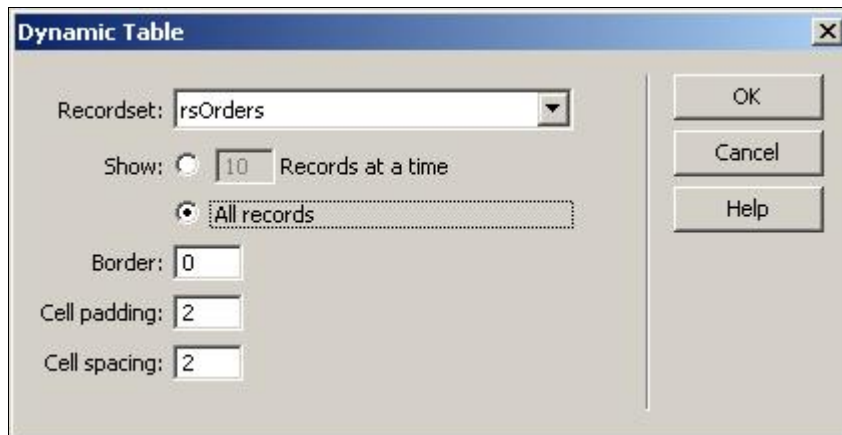 Dynamic Table
Recordset: rsOrders
Show: 10 Records at a time
All records
Border: 0
Cell padding: 2
Cell spacing: 2
OK
Cancel
Help